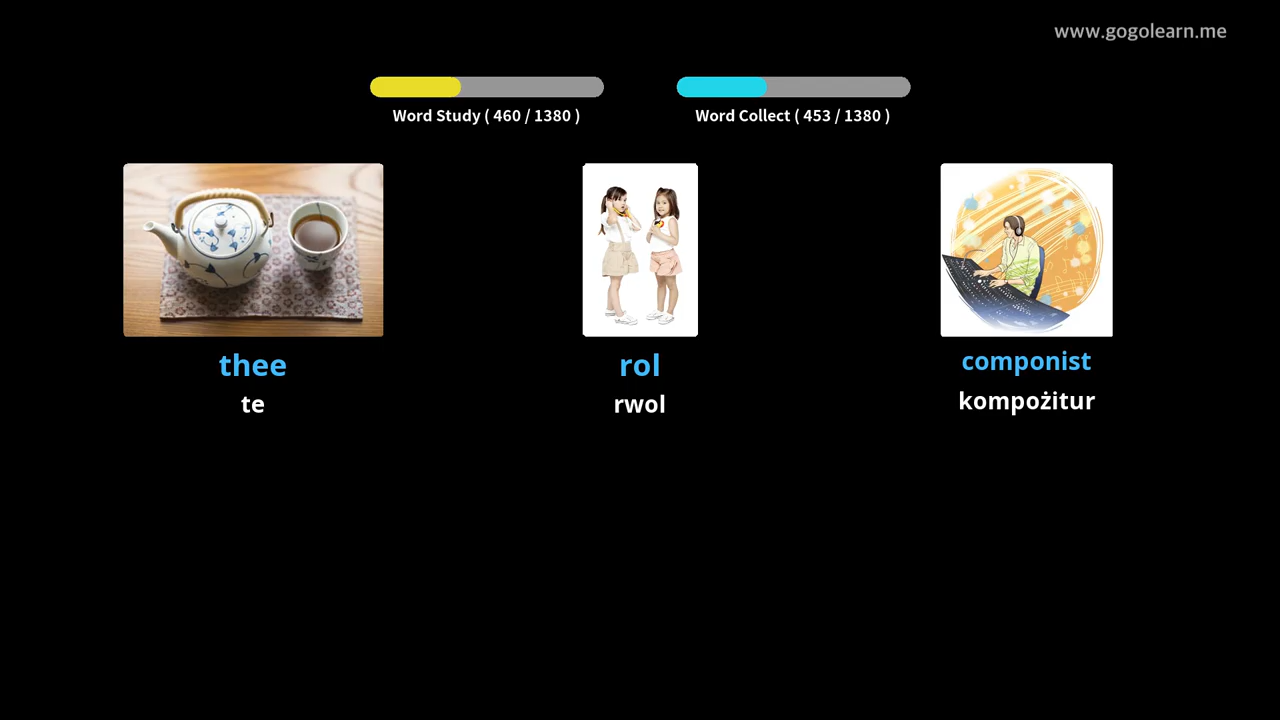 www.gogolearn.me
Word Study ( 460 / 1380 )
Word Collect ( 453 / 1380 )
thee
te
rol
rwol
componist
kompożitur